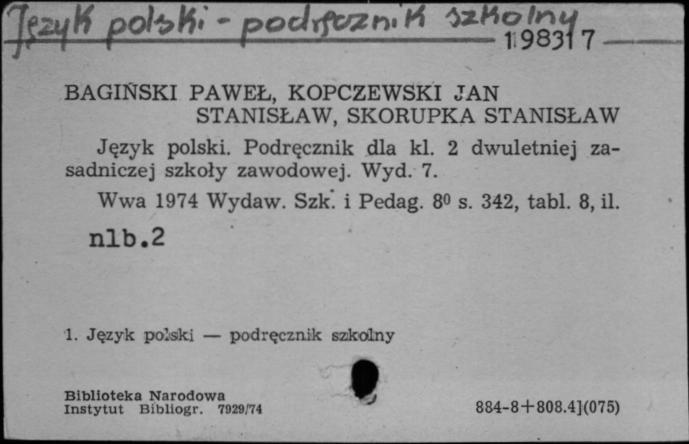 Język polski - podręcznik szkolny
198317
BAGIŃSKI PAWEŁ, KOPCZEWSKI JAN
STANISŁAW, SKORUPKA STANISŁAW
Język polski. Podręcznik dla kl. 2 dwuletniej za-
sadniczej szkoły zawodowej. Wyd. 7.
Wwa 1974 Wydaw. Szk. i Pedag. 8⁰ s. 342, tabl. 8, il.
nlb.2
1. Język polski — podręcznik szkolny
Biblioteka Narodowa
Instytut Bibliogr. 7929/74
884-8+808.4](075)